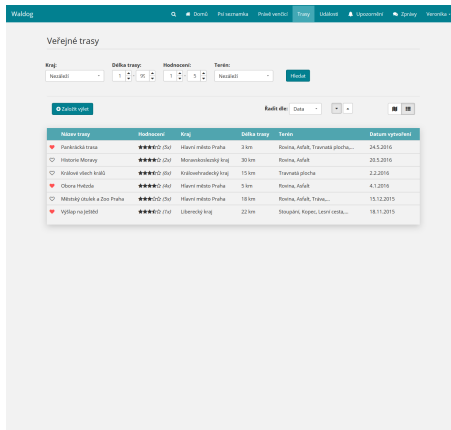 Waldog Domů Psí seznamka Právě venčící Trasy Události Upozornění Zprávy Veronika
Veřejné trasy
Kraj: Délka trasy: Hodnocení: Terén:
Nezáleží 1 - 95 1 - 5 Nezáleží Hledat
Založit výlet Řadit dle: Data
Název trasy Hodnocení Kraj Délka trasy Terén Datum vytvoření
Pankrácká trasa (5x) Hlavní město Praha 3 km Rovina, Asfalt, Travnatá plocha,... 24.5.2016
Historie Moravy (2x) Moravskoslezský kraj 30 km Rovina, Asfalt 20.5.2016
Králové všech králů (6x) Královehradecký kraj 15 km Travnatá plocha 2.2.2016
Obora Hvězda (4x) Hlavní město Praha 5 km Rovina, Asfalt 4.1.2016
Městský útulek a Zoo Praha (5x) Hlavní město Praha 18 km Rovina, Asfalt, Tráva,... 15.12.2015
Výšlap na Ještěd (1x) Liberecký kraj 22 km Stoupání, Kopec, Lesní cesta,... 18.11.2015